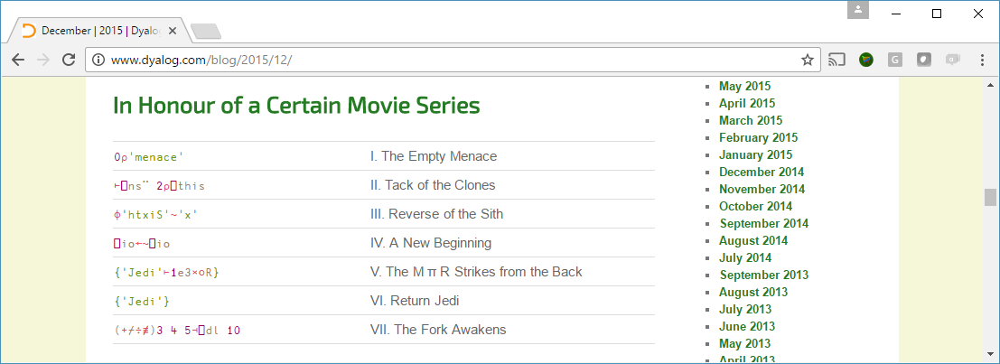 December | 2015 | Dyalo
www.dyalog.com/blog/2015/12/
G
In Honour of a Certain Movie Series
0⍴'menace' I. The Empty Menace
⊢⎕ns¨ 2⍴⎕this II. Tack of the Clones
⌽'htxiS'~'x' III. Reverse of the Sith
⎕io←~⎕io IV. A New Beginning
{'Jedi'⊢1e3×○R} V. The M π R Strikes from the Back
{'Jedi'} VI. Return Jedi
(+⌿÷≢)3 4 5⊣⎕dl 10 VII. The Fork Awakens
May 2015
April 2015
March 2015
February 2015
January 2015
December 2014
November 2014
October 2014
September 2014
August 2014
July 2014
September 2013
August 2013
July 2013
June 2013
May 2013
April 2013